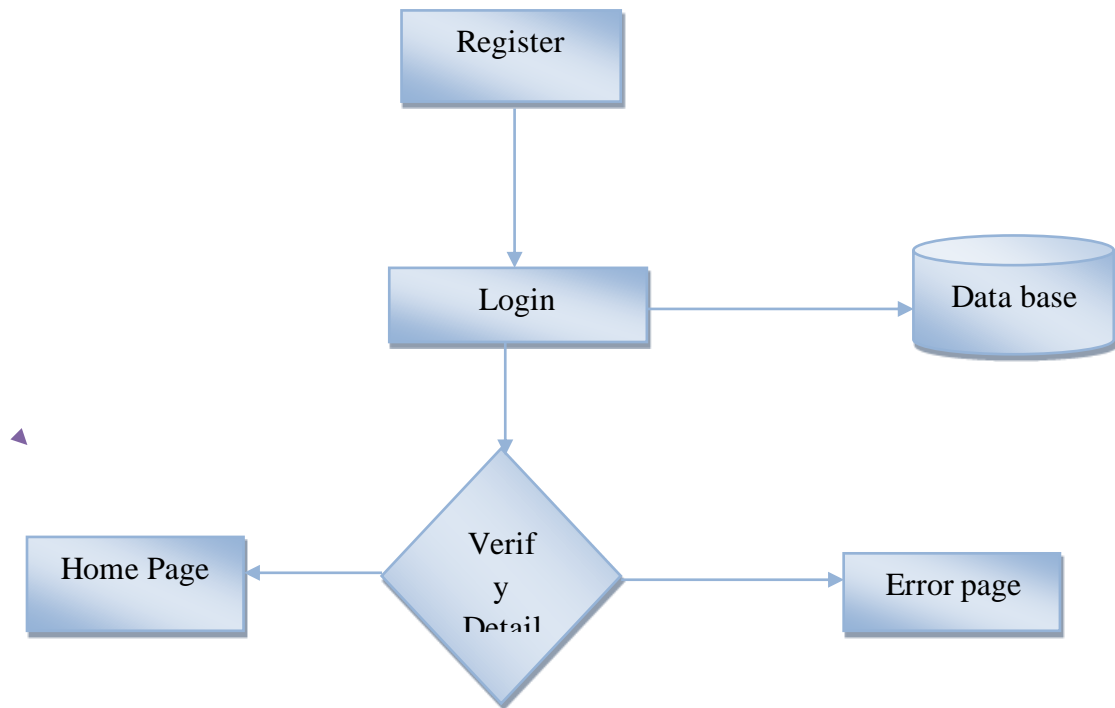 Register
Login
Data base
Verif
y
Detail
Home Page
Error page